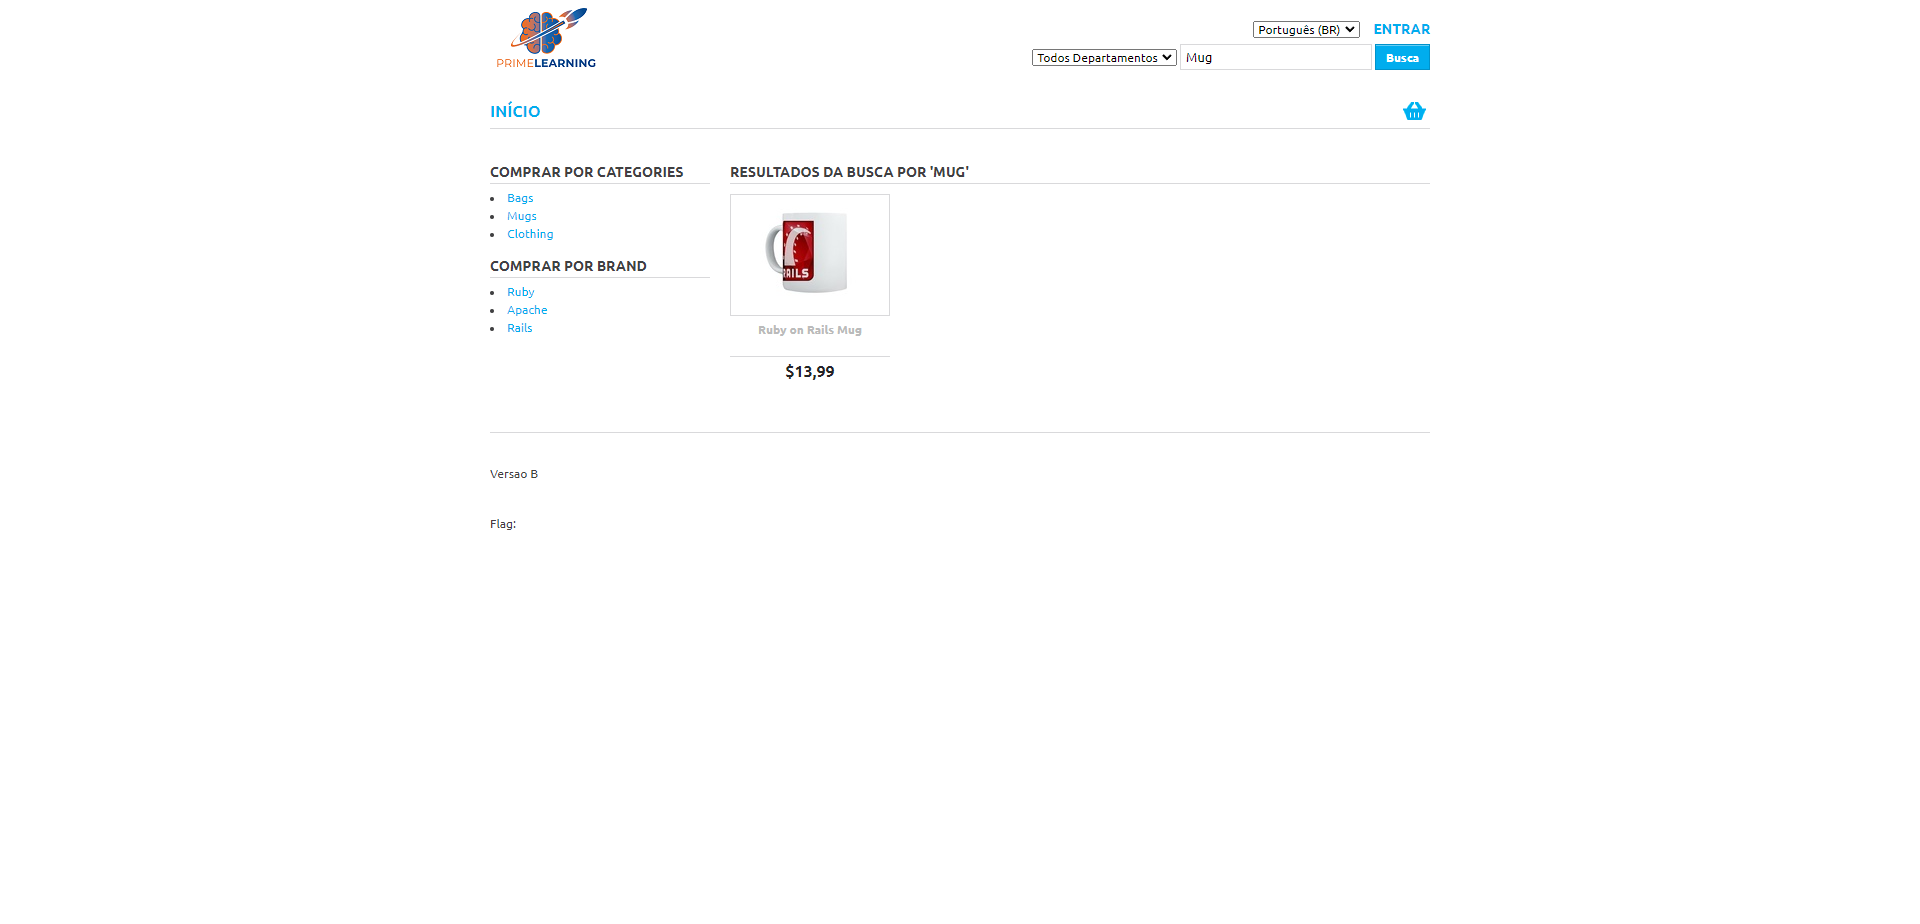 PRIMELEARNING
Português (BR)
ENTRAR
Todos Departamentos
Mug
Busca
INÍCIO
COMPRAR POR CATEGORIES
Bags
Mugs
Clothing
COMPRAR POR BRAND
Ruby
Apache
Rails
RESULTADOS DA BUSCA POR 'MUG'
RAILS
Ruby on Rails Mug
$13,99
Versao B
Flag: